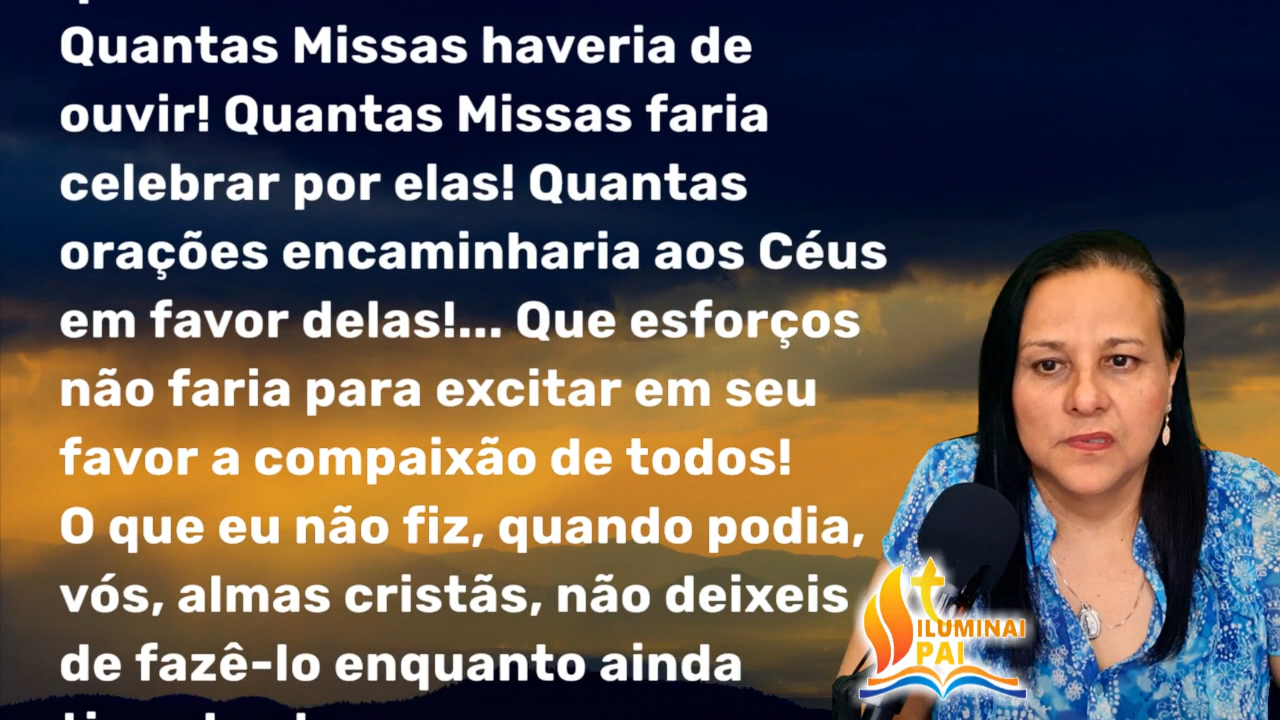 Quantas Missas haveria de
ouvir! Quantas Missas faria
celebrar por elas! Quantas
orações encaminharia aos Céus
em favor delas!... Que esforços
não faria para excitar em seu
favor a compaixão de todos!
O que eu não fiz, quando podia,
vós, almas cristãs, não deixeis
de fazê-lo enquanto ainda
ILUMINAI
PAI